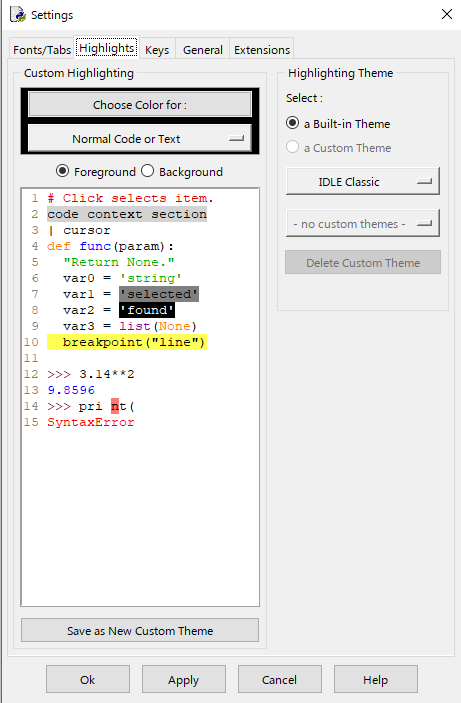 Settings
Fonts/Tabs Highlights Keys General Extensions
Custom Highlighting
Choose Color for :
Normal Code or Text
Foreground Background
1 # Click selects item.
2 code context section
3 | cursor
4 def func(param):
5 "Return None."
6 var0 = 'string'
7 var1 = 'selected'
8 var2 = 'found'
9 var3 = list(None)
10 breakpoint("line")
11
12 >>> 3.14**2
13 9.8596
14 >>> pri nt(
15 SyntaxError
Save as New Custom Theme
Highlighting Theme
Select :
a Built-in Theme
a Custom Theme
IDLE Classic
- no custom themes -
Delete Custom Theme
Ok Apply Cancel Help